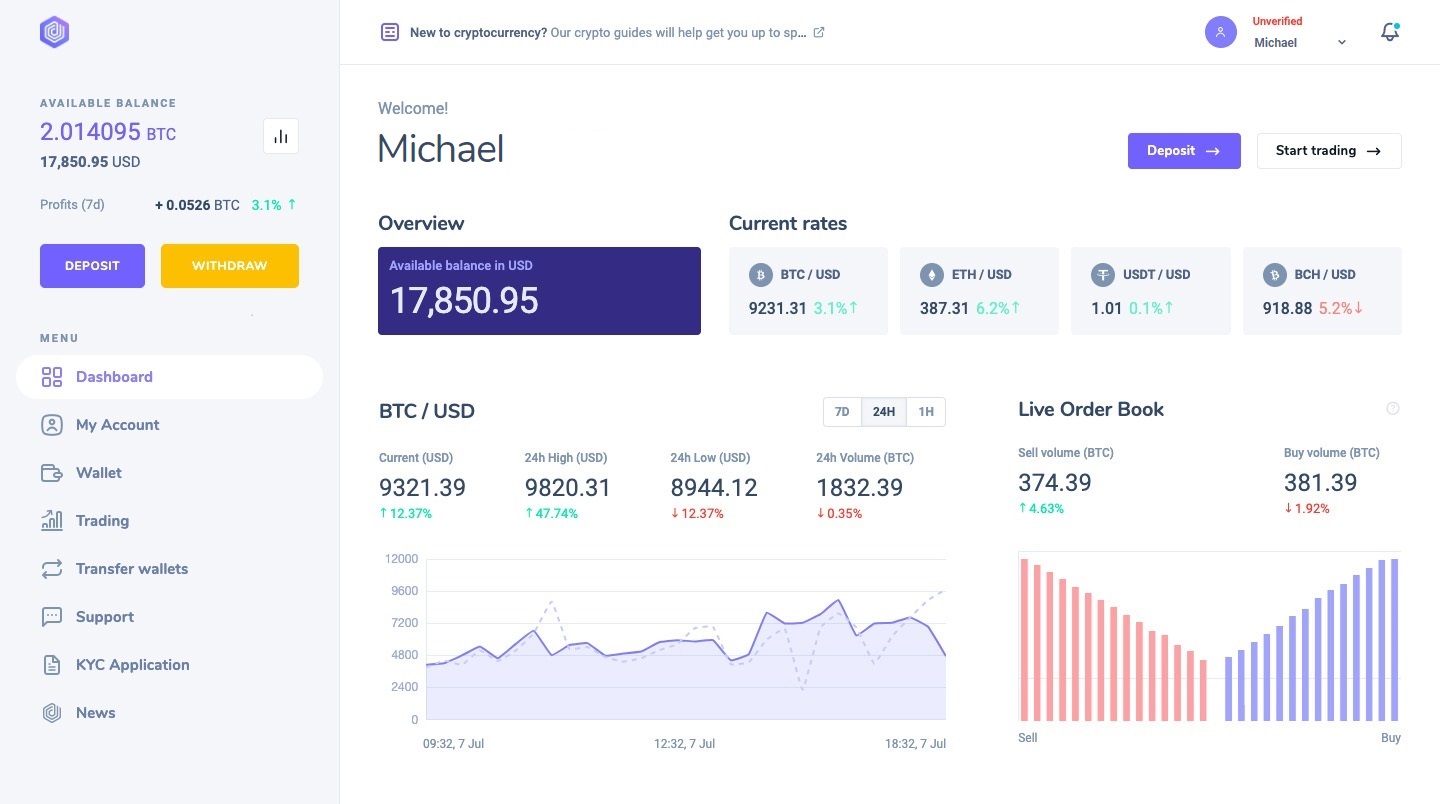 New to cryptocurrency? Our crypto guides will help get you up to sp...
Unverified
Michael
AVAILABLE BALANCE
2.014095 BTC
17,850.95 USD
Profits (7d) + 0.0526 BTC 3.1% ↑
DEPOSIT WITHDRAW
MENU
Dashboard
My Account
Wallet
Trading
Transfer wallets
Support
KYC Application
News
Welcome!
Michael
Deposit → Start trading →
Overview
Available balance in USD
17,850.95
Current rates
BTC / USD
9231.31 3.1%↑
ETH / USD
387.31 6.2%↑
USDT / USD
1.01 0.1%↑
BCH / USD
918.88 5.2%↓
BTC / USD
7D 24H 1H
Current (USD)
9321.39
↑ 12.37%
24h High (USD)
9820.31
↑ 47.74%
24h Low (USD)
8944.12
↓ 12.37%
24h Volume (BTC)
1832.39
↓ 0.35%
12000
9600
7200
4800
2400
0
09:32, 7 Jul 12:32, 7 Jul 18:32, 7 Jul
Live Order Book
Sell volume (BTC)
374.39
↑ 4.63%
Buy volume (BTC)
381.39
↓ 1.92%
Sell Buy